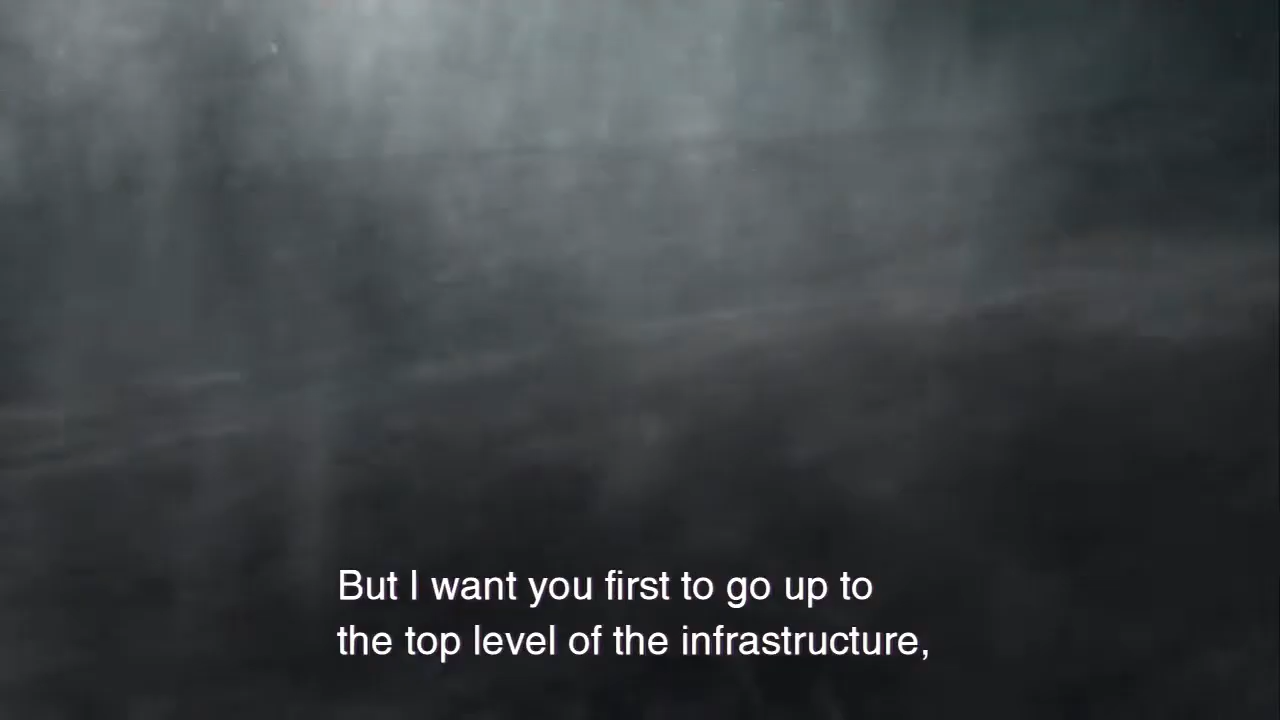 But I want you first to go up to
the top level of the infrastructure,